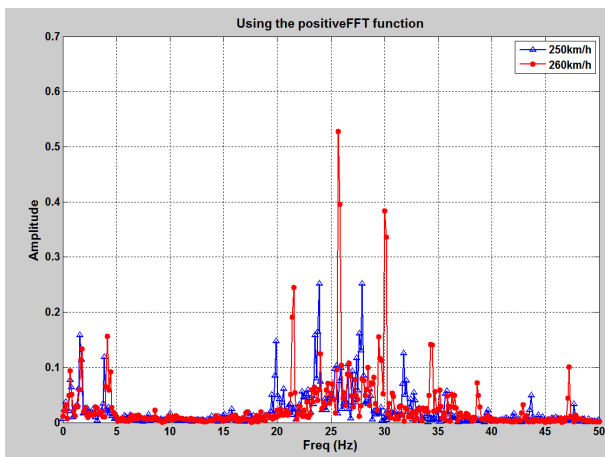 Using the positiveFFT function
250km/h
260km/h
Amplitude
0.7
0.6
0.5
0.4
0.3
0.2
0.1
0
0 5 10 15 20 25 30 35 40 45 50
Freq (Hz)